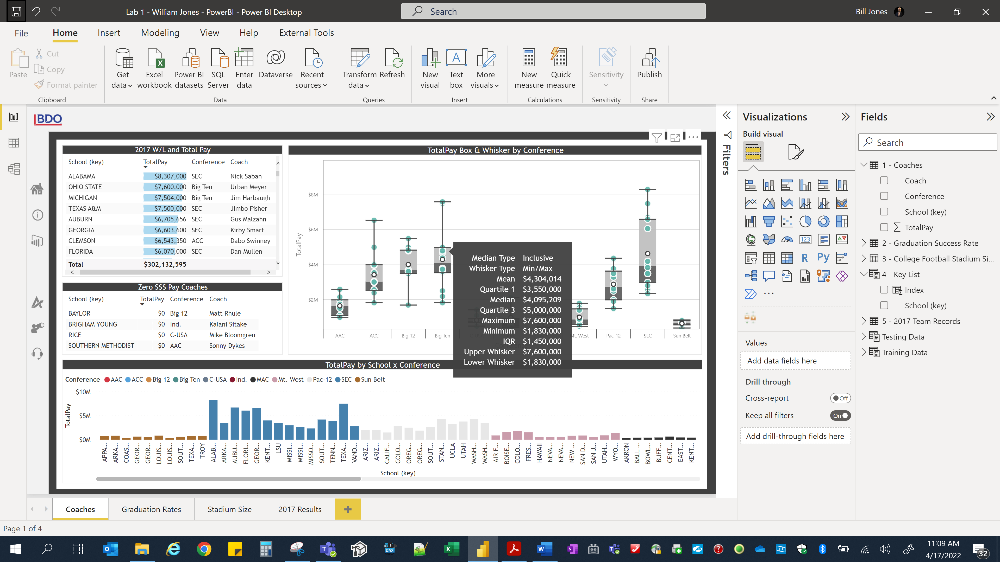 Lab 1 - William Jones - PowerBI - Power BI Desktop
Search
Bill Jones
File Home Insert Modeling View Help External Tools
Paste
Cut
Copy
Format painter
Clipboard
Get data
Excel workbook
Power BI datasets
SQL Server
Enter data
Dataverse
Recent sources
Data
Transform data
Refresh
Queries
New visual
Text box
More visuals
Insert
New measure
Quick measure
Calculations
Sensitivity
Sensitivity
Publish
Share
BDO
2017 W/L and Total Pay
School (key) TotalPay Conference Coach
ALABAMA $8,307,000 SEC Nick Saban
OHIO STATE $7,600,000 Big Ten Urban Meyer
MICHIGAN $7,504,000 Big Ten Jim Harbaugh
TEXAS A&M $7,500,000 SEC Jimbo Fisher
AUBURN $6,705,656 SEC Gus Malzahn
GEORGIA $6,603,600 SEC Kirby Smart
CLEMSON $6,543,350 ACC Dabo Swinney
FLORIDA $6,070,000 SEC Dan Mullen
Total $302,132,595
Zero $$$ Pay Coaches
School (key) TotalPay Conference Coach
BAYLOR $0 Big 12 Matt Rhule
BRIGHAM YOUNG $0 Ind. Kalani Sitake
RICE $0 C-USA Mike Bloomgren
SOUTHERN METHODIST $0 AAC Sonny Dykes
TotalPay Box & Whisker by Conference
TotalPay
$8M
$6M
$4M
$2M
AAC ACC Big 12 Big Ten Mt. West Pac-12 SEC Sun Belt
Median Type Inclusive
Whisker Type Min/Max
Mean $4,304,014
Quartile 1 $3,550,000
Median $4,095,209
Quartile 3 $5,000,000
Maximum $7,600,000
Minimum $1,830,000
IQR $1,450,000
Upper Whisker $7,600,000
Lower Whisker $1,830,000
TotalPay by School x Conference
Conference AAC ACC Big 12 Big Ten C-USA Ind. MAC Mt. West Pac-12 SEC Sun Belt
TotalPay
$10M
$5M
$0M
APPA... ARKA... COAS... GEOR... GEOR... LOUIS... LOUIS... SOUT... TEXA... TROY ALAB... ARKA... AUBU... FLORI... GEOR... KENT... LSU MISSI... MISSI... MISSO... SOUT... TENN... TEXA... VAND... ARIZ... ARIZ... CALIF... COLO... OREG... OREG... SOUT... STAN... UCLA UTAH WASH... WASH... AIR F... BOISE... COLO... FRES... HAWAII NEVA... NEVA... NEW ... SAN D... SAN J... UTAH... WYO... AKRON BALL ... BOWL... BUFF... CENT... EAST... KENT...
School (key)
Filters
Visualizations
Build visual
123
R Py
Values
Add data fields here
Drill through
Cross-report Off
Keep all filters On
Add drill-through fields here
Fields
Search
1 - Coaches
Coach
Conference
School (key)
TotalPay
2 - Graduation Success Rate
3 - College Football Stadium Si...
4 - Key List
Index
School (key)
5 - 2017 Team Records
Testing Data
Training Data
Coaches Graduation Rates Stadium Size 2017 Results
Page 1 of 4
DAX
11:09 AM
4/17/2022
32